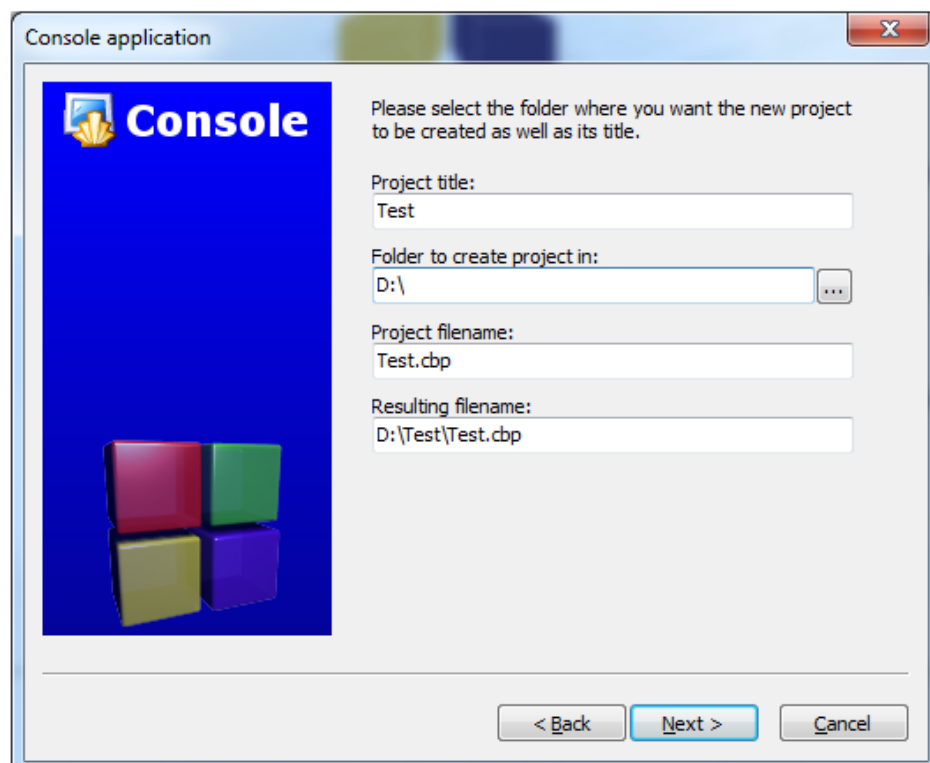 Console application
Console
Please select the folder where you want the new project
to be created as well as its title.
Project title:
Test
Folder to create project in:
D:\
...
Project filename:
Test.cbp
Resulting filename:
D:\Test\Test.cbp
< Back
Next >
Cancel